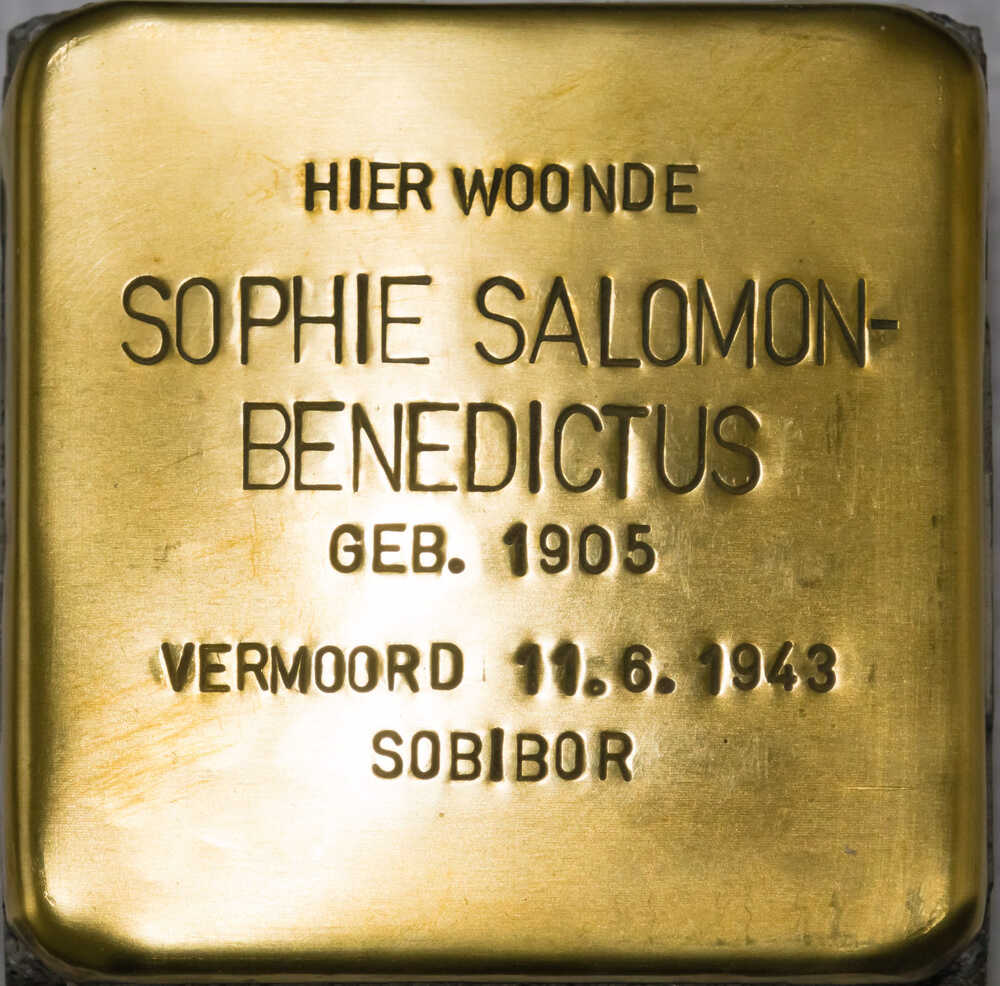 HIER WOONDE
SOPHIE SALOMON-
BENEDICTUS
GEB. 1905
VERMOORD 11.6.1943
SOBIBOR